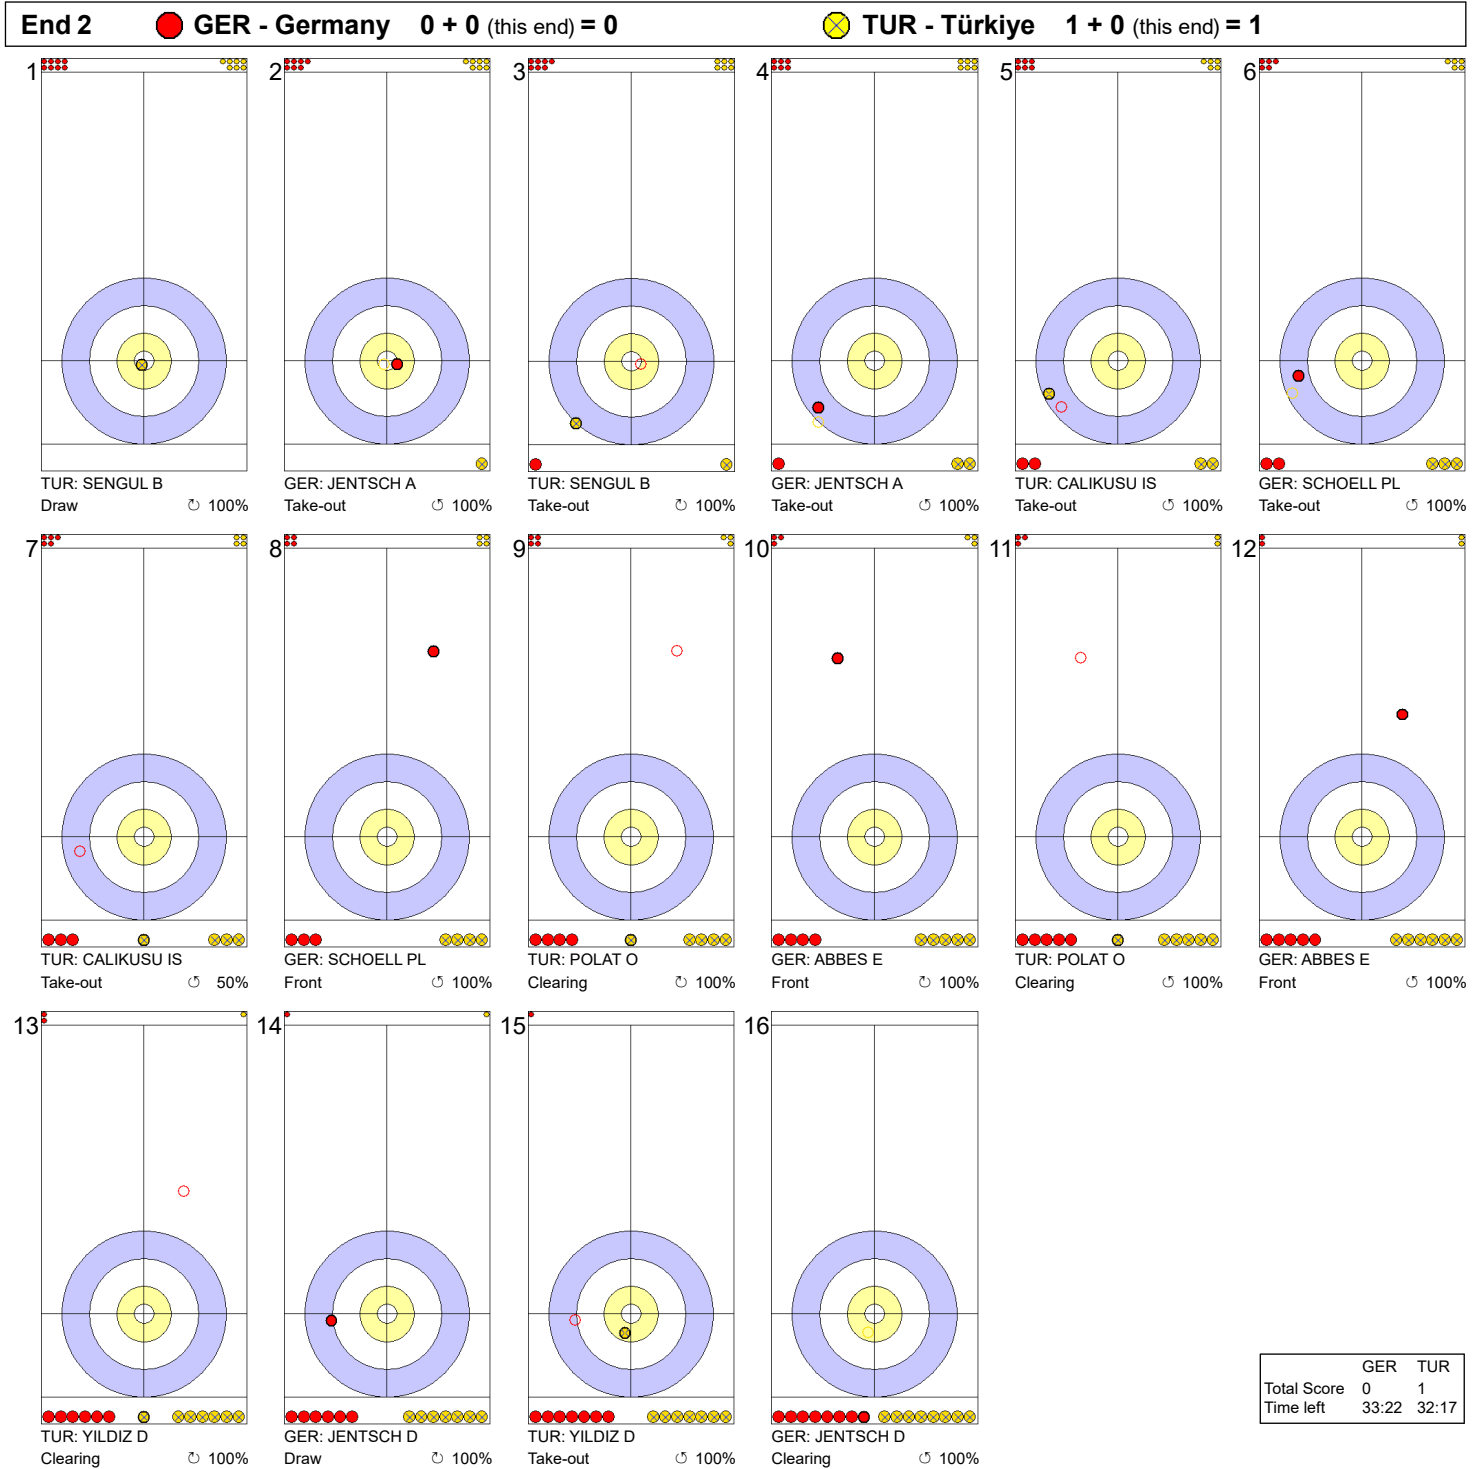 End 2 GER - Germany 0 + 0 (this end) = 0 TUR - Türkiye 1 + 0 (this end) = 1
1 2 3 4 5 6
TUR: SENGUL B GER: JENTSCH A TUR: SENGUL B GER: JENTSCH A TUR: CALIKUSU IS GER: SCHOELL PL
Draw ↻ 100% Take-out ↻ 100% Take-out ↺ 100% Take-out ↻ 100% Take-out ↺ 100% Take-out ↺ 100%
7 8 9 10 11 12
TUR: CALIKUSU IS GER: SCHOELL PL TUR: POLAT O GER: ABBES E TUR: POLAT O GER: ABBES E
Take-out ↺ 50% Front ↻ 100% Clearing ↻ 100% Front ↻ 100% Clearing ↺ 100% Front ↺ 100%
13 14 15 16
TUR: YILDIZ D GER: JENTSCH D TUR: YILDIZ D GER: JENTSCH D
Clearing ↻ 100% Draw ↺ 100% Take-out ↺ 100% Clearing ↺ 100%
GER TUR
Total Score 0 1
Time left 33:22 32:17